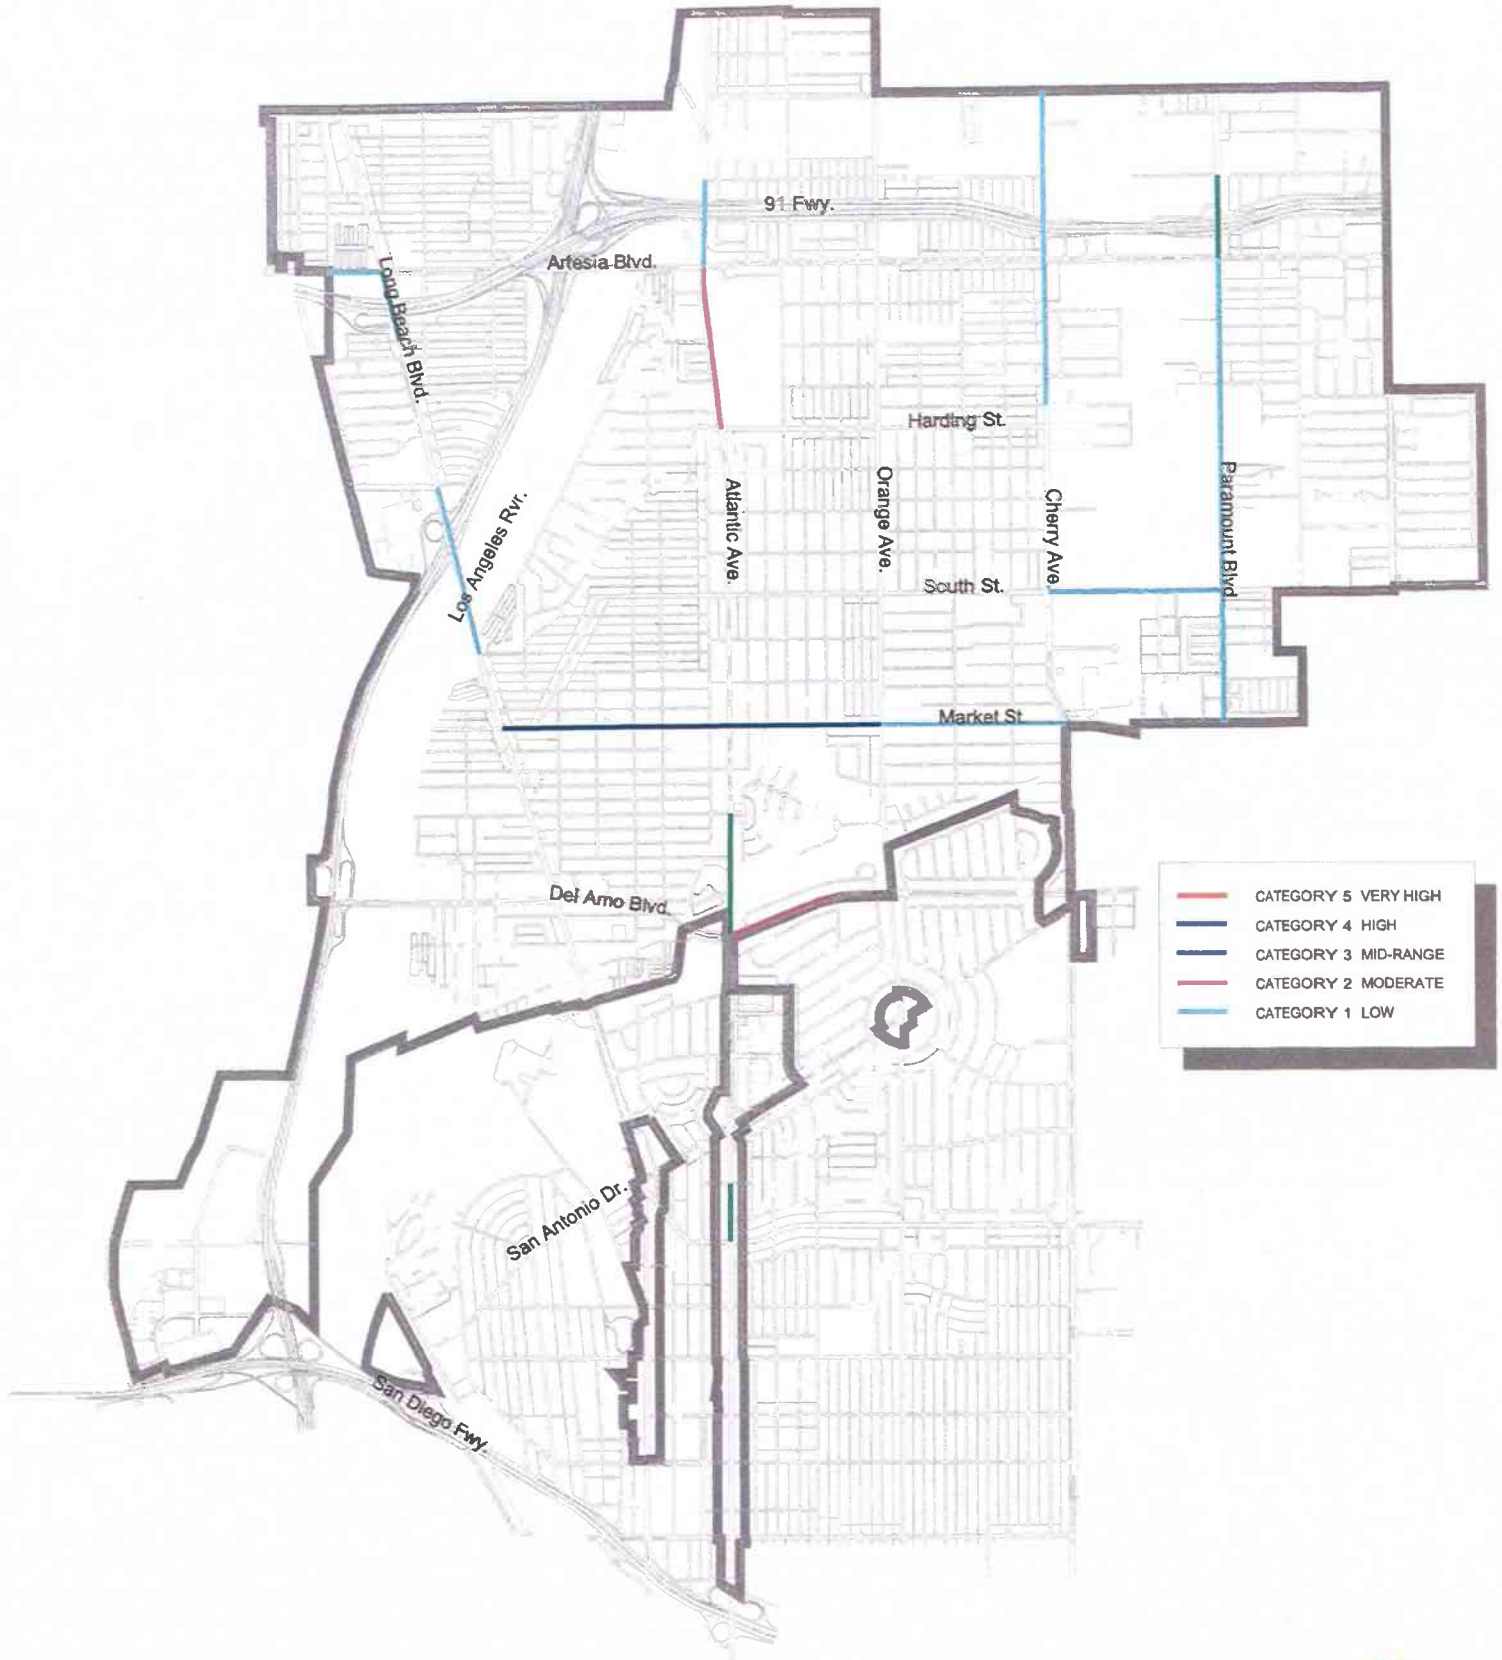 91 Fwy.
Artesia Blvd.
Long Beach Blvd.
Harding St.
Atlantic Ave.
Orange Ave.
Cherry Ave.
Paramount Blvd
Los Angeles Rvr.
South St.
Market St.
Del Amo Blvd.
CATEGORY 5 VERY HIGH
CATEGORY 4 HIGH
CATEGORY 3 MID-RANGE
CATEGORY 2 MODERATE
CATEGORY 1 LOW
San Antonio Dr.
San Diego Fwy.